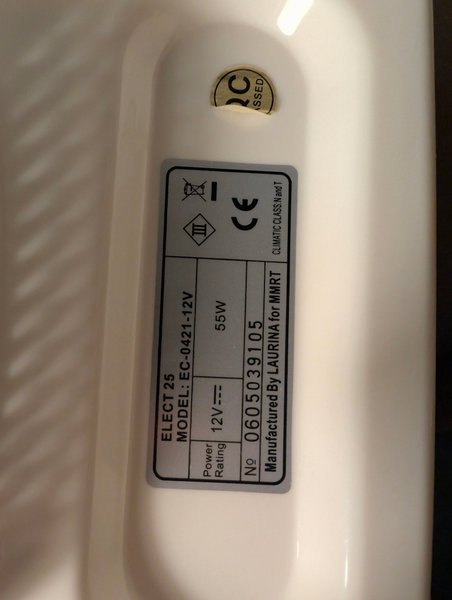 QC
ELECT 25
MODEL: EC-0421-12V
Power Rating
12V
55W
III
CE
CLIMATIC CLASS:N and T
No 0605039105
Manufactured By LAURINA for MMRT